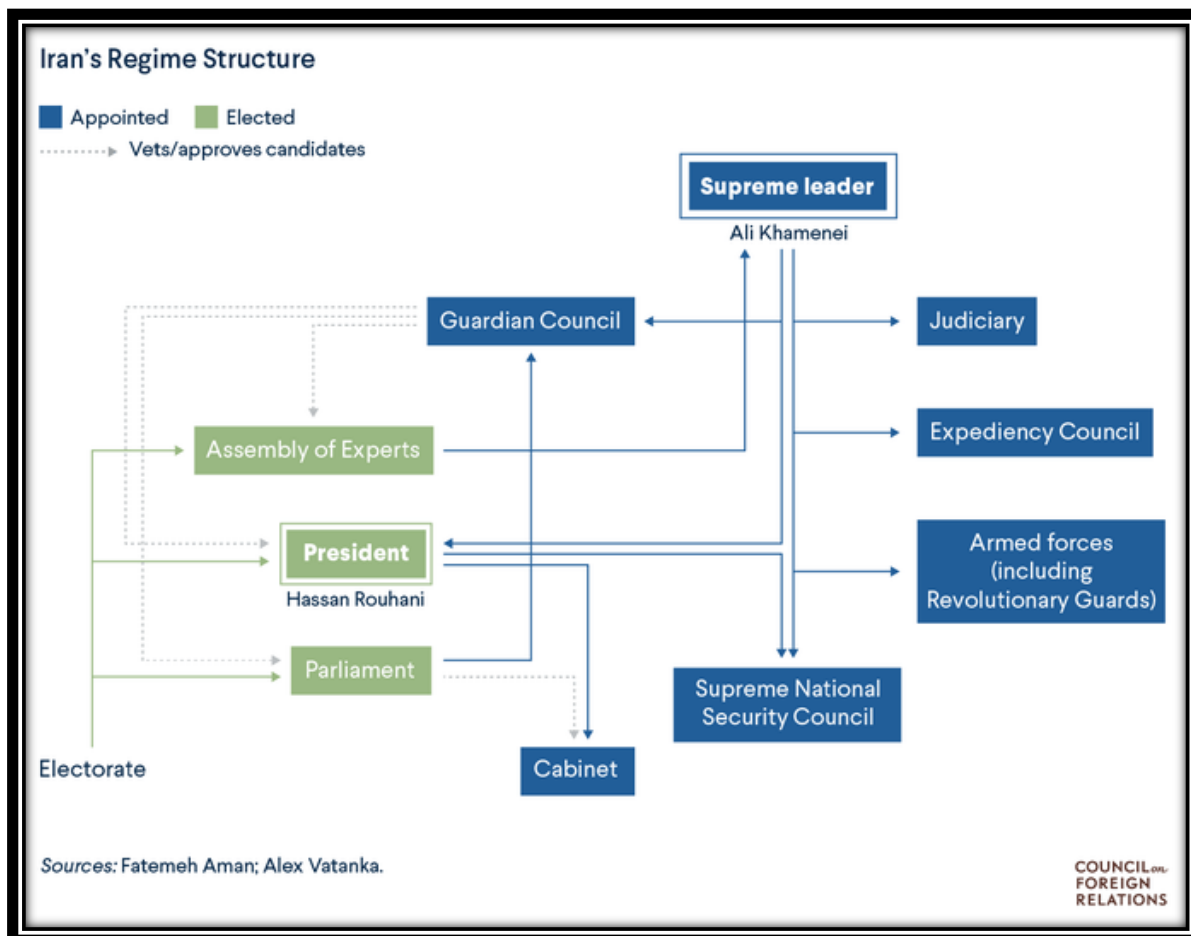 Iran's Regime Structure
Appointed
Elected
Vets/approves candidates
Supreme leader
Ali Khamenei
Guardian Council
Judiciary
Assembly of Experts
Expediency Council
President
Hassan Rouhani
Armed forces
(including
Revolutionary Guards)
Parliament
Supreme National
Security Council
Electorate
Cabinet
Sources: Fatemeh Aman; Alex Vatanka.
COUNCIL on
FOREIGN
RELATIONS